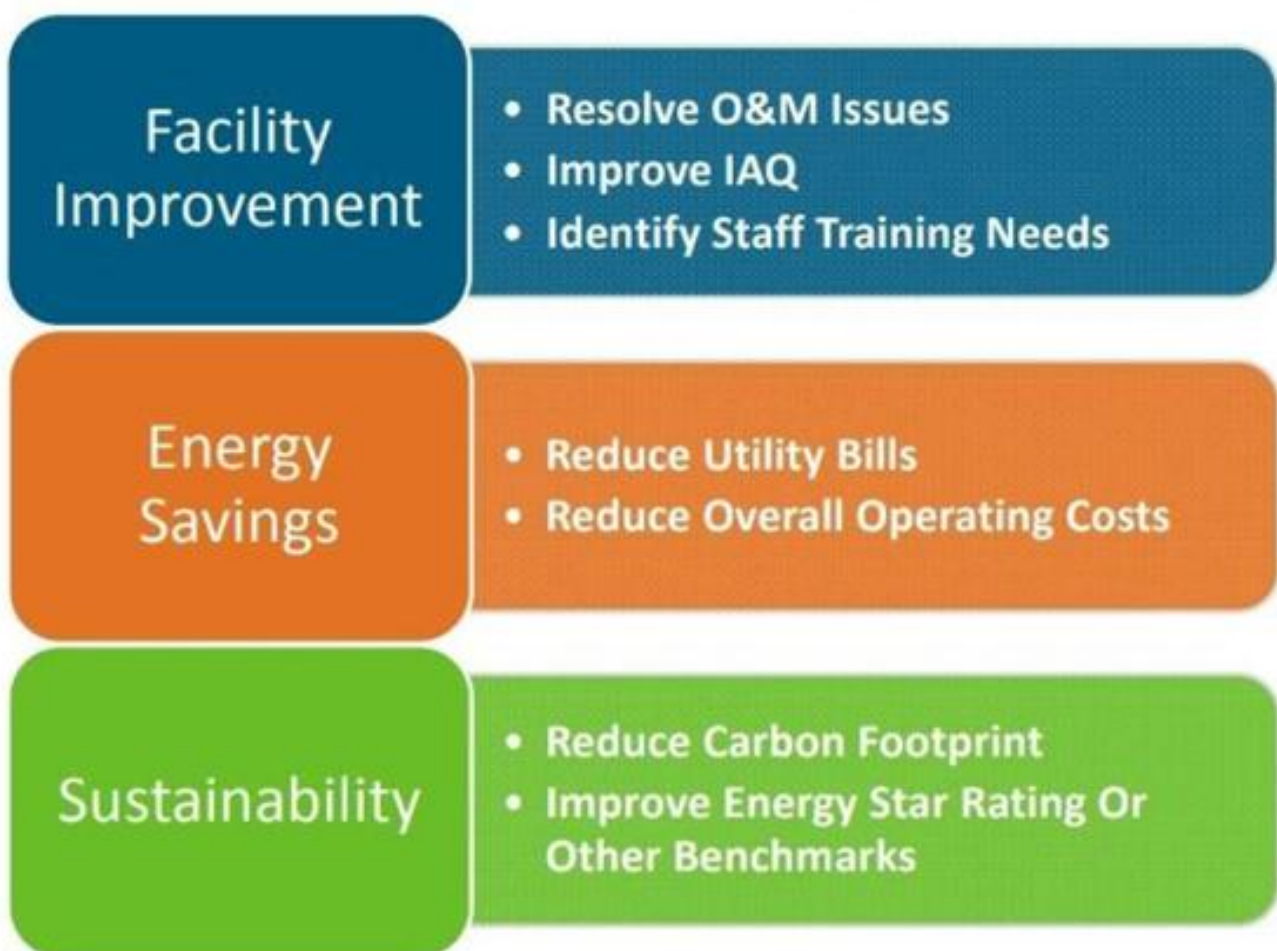 Facility
Improvement
• Resolve O&M Issues
• Improve IAQ
• Identify Staff Training Needs
Energy
Savings
• Reduce Utility Bills
• Reduce Overall Operating Costs
Sustainability
• Reduce Carbon Footprint
• Improve Energy Star Rating Or
Other Benchmarks